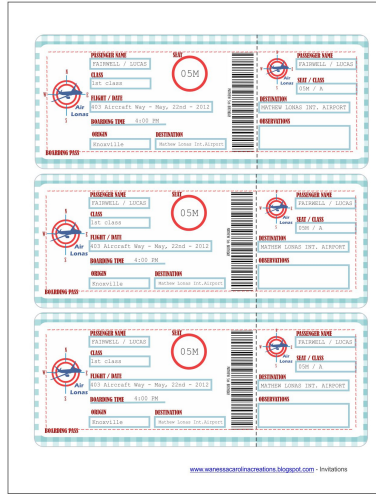 PASSENGER NAME SEAT
FAIRWELL / LUCAS 05M
CLASS
1st class
FLIGHT / DATE
403 Aircraft Way - May, 22nd - 2012
BOARDING TIME 4:00 PM
ORIGIN DESTINATION
Knoxville Mathew Lonas Int.Airport
BOARDING PASS
N
W E
S
Air
Lonas
PASSENGER NAME
FAIRWELL / LUCAS
SEAT / CLASS
05M / A
DESTINATION
MATHEW LONAS INT. AIRPORT
OBSERVATIONS
Air
Lonas
PASSENGER NAME SEAT
FAIRWELL / LUCAS 05M
CLASS
1st class
FLIGHT / DATE
403 Aircraft Way - May, 22nd - 2012
BOARDING TIME 4:00 PM
ORIGIN DESTINATION
Knoxville Mathew Lonas Int.Airport
BOARDING PASS
N
W E
S
Air
Lonas
PASSENGER NAME
FAIRWELL / LUCAS
SEAT / CLASS
05M / A
DESTINATION
MATHEW LONAS INT. AIRPORT
OBSERVATIONS
Air
Lonas
PASSENGER NAME SEAT
FAIRWELL / LUCAS 05M
CLASS
1st class
FLIGHT / DATE
403 Aircraft Way - May, 22nd - 2012
BOARDING TIME 4:00 PM
ORIGIN DESTINATION
Knoxville Mathew Lonas Int.Airport
BOARDING PASS
N
W E
S
Air
Lonas
PASSENGER NAME
FAIRWELL / LUCAS
SEAT / CLASS
05M / A
DESTINATION
MATHEW LONAS INT. AIRPORT
OBSERVATIONS
Air
Lonas
www.wanessacarolinacreations.blogspot.com - Invitations